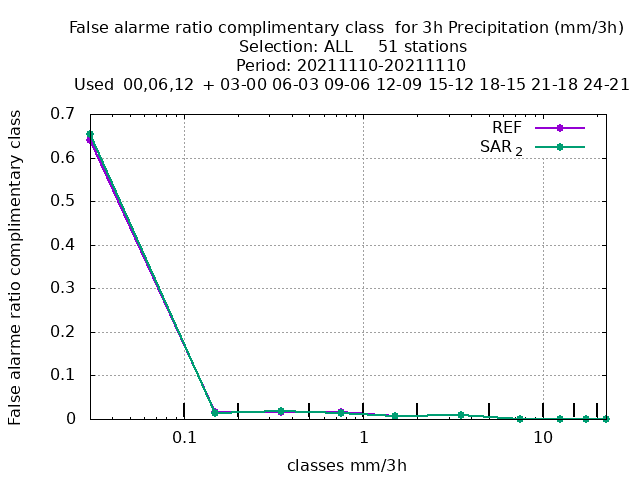 False alarme ratio complimentary class  for 3h Precipitation (mm/3h)
Selection: ALL     51 stations
Period: 20211110-20211110
Used  00,06,12  + 03-00 06-03 09-06 12-09 15-12 18-15 21-18 24-21
REF
SAR 2
False alarme ratio complimentary class
0.7
0.6
0.5
0.4
0.3
0.2
0.1
0
0.1
1
10
classes mm/3h